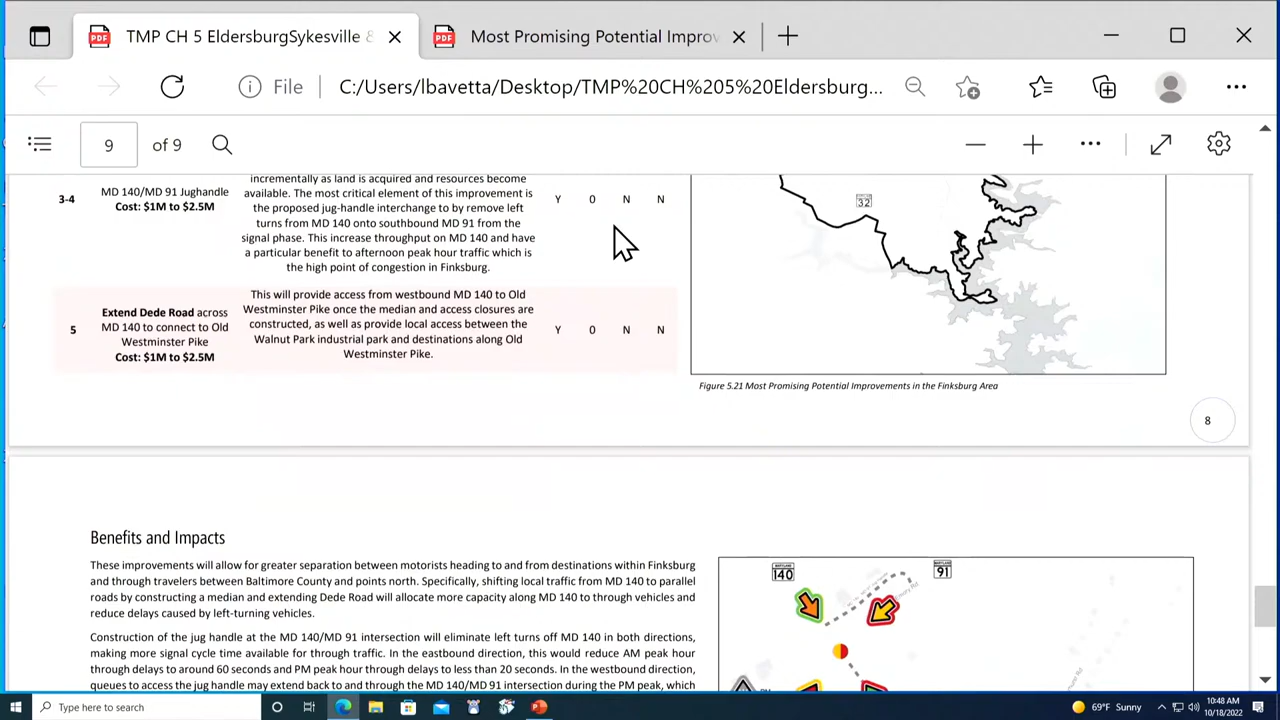 TMP CH 5 EldersburgSykesville &
Most Promising Potential Improv
File
C:/Users/lbavetta/Desktop/TMP%20CH%205%20Eldersburg...
9 of 9
incrementally as land is acquired and resources become
available. The most critical element of this improvement is
the proposed jug-handle interchange to by remove left
turns from MD 140 onto southbound MD 91 from the
signal phase. This increase throughput on MD 140 and have
a particular benefit to afternoon peak hour traffic which is
the high point of congestion in Finksburg.
3-4
MD 140/MD 91 Jughandle
Cost: $1M to $2.5M
Y 0 N N
32
5
Extend Dede Road across
MD 140 to connect to Old
Westminster Pike
Cost: $1M to $2.5M
This will provide access from westbound MD 140 to Old
Westminster Pike once the median and access closures are
constructed, as well as provide local access between the
Walnut Park industrial park and destinations along Old
Westminster Pike.
Y 0 N N
Figure 5.21 Most Promising Potential Improvements in the Finksburg Area
8
Benefits and Impacts
These improvements will allow for greater separation between motorists heading to and from destinations within Finksburg
and through travelers between Baltimore County and points north. Specifically, shifting local traffic from MD 140 to parallel
roads by constructing a median and extending Dede Road will allocate more capacity along MD 140 to through vehicles and
reduce delays caused by left-turning vehicles.
Construction of the jug handle at the MD 140/MD 91 intersection will eliminate left turns off MD 140 in both directions,
making more signal cycle time available for through traffic. In the eastbound direction, this would reduce AM peak hour
through delays to around 60 seconds and PM peak hour through delays to less than 20 seconds. In the westbound direction,
queues to access the jug handle may extend back to and through the MD 140/MD 91 intersection during the PM peak, which
140
91
PM
Type here to search
69°F Sunny
10:48 AM
10/18/2022